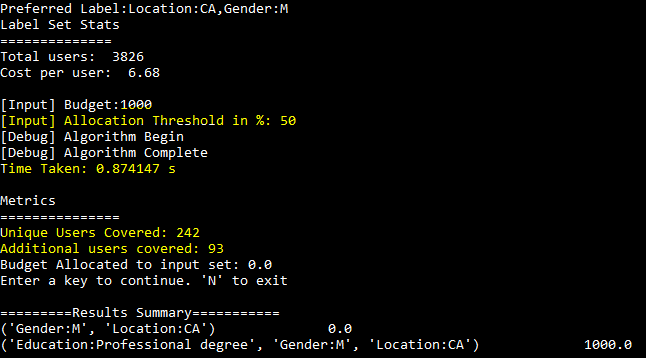 Preferred Label:Location:CA,Gender:M
Label Set Stats
==============
Total users:  3826
Cost per user:  6.68
[Input] Budget:1000
[Input] Allocation Threshold in %: 50
[Debug] Algorithm Begin
[Debug] Algorithm Complete
Time Taken: 0.874147 s
Metrics
===============
Unique Users Covered: 242
Additional users covered: 93
Budget Allocated to input set: 0.0
Enter a key to continue. 'N' to exit
=========Results Summary===========
('Gender:M', 'Location:CA')              0.0
('Education:Professional degree', 'Gender:M', 'Location:CA')             1000.0